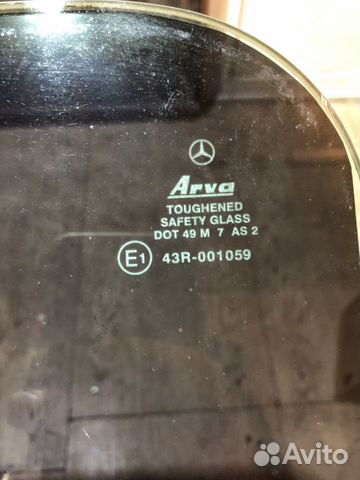 Arva
TOUGHENED
SAFETY GLASS
DOT 49 M 7 AS 2
E1 43R-001059
Avito